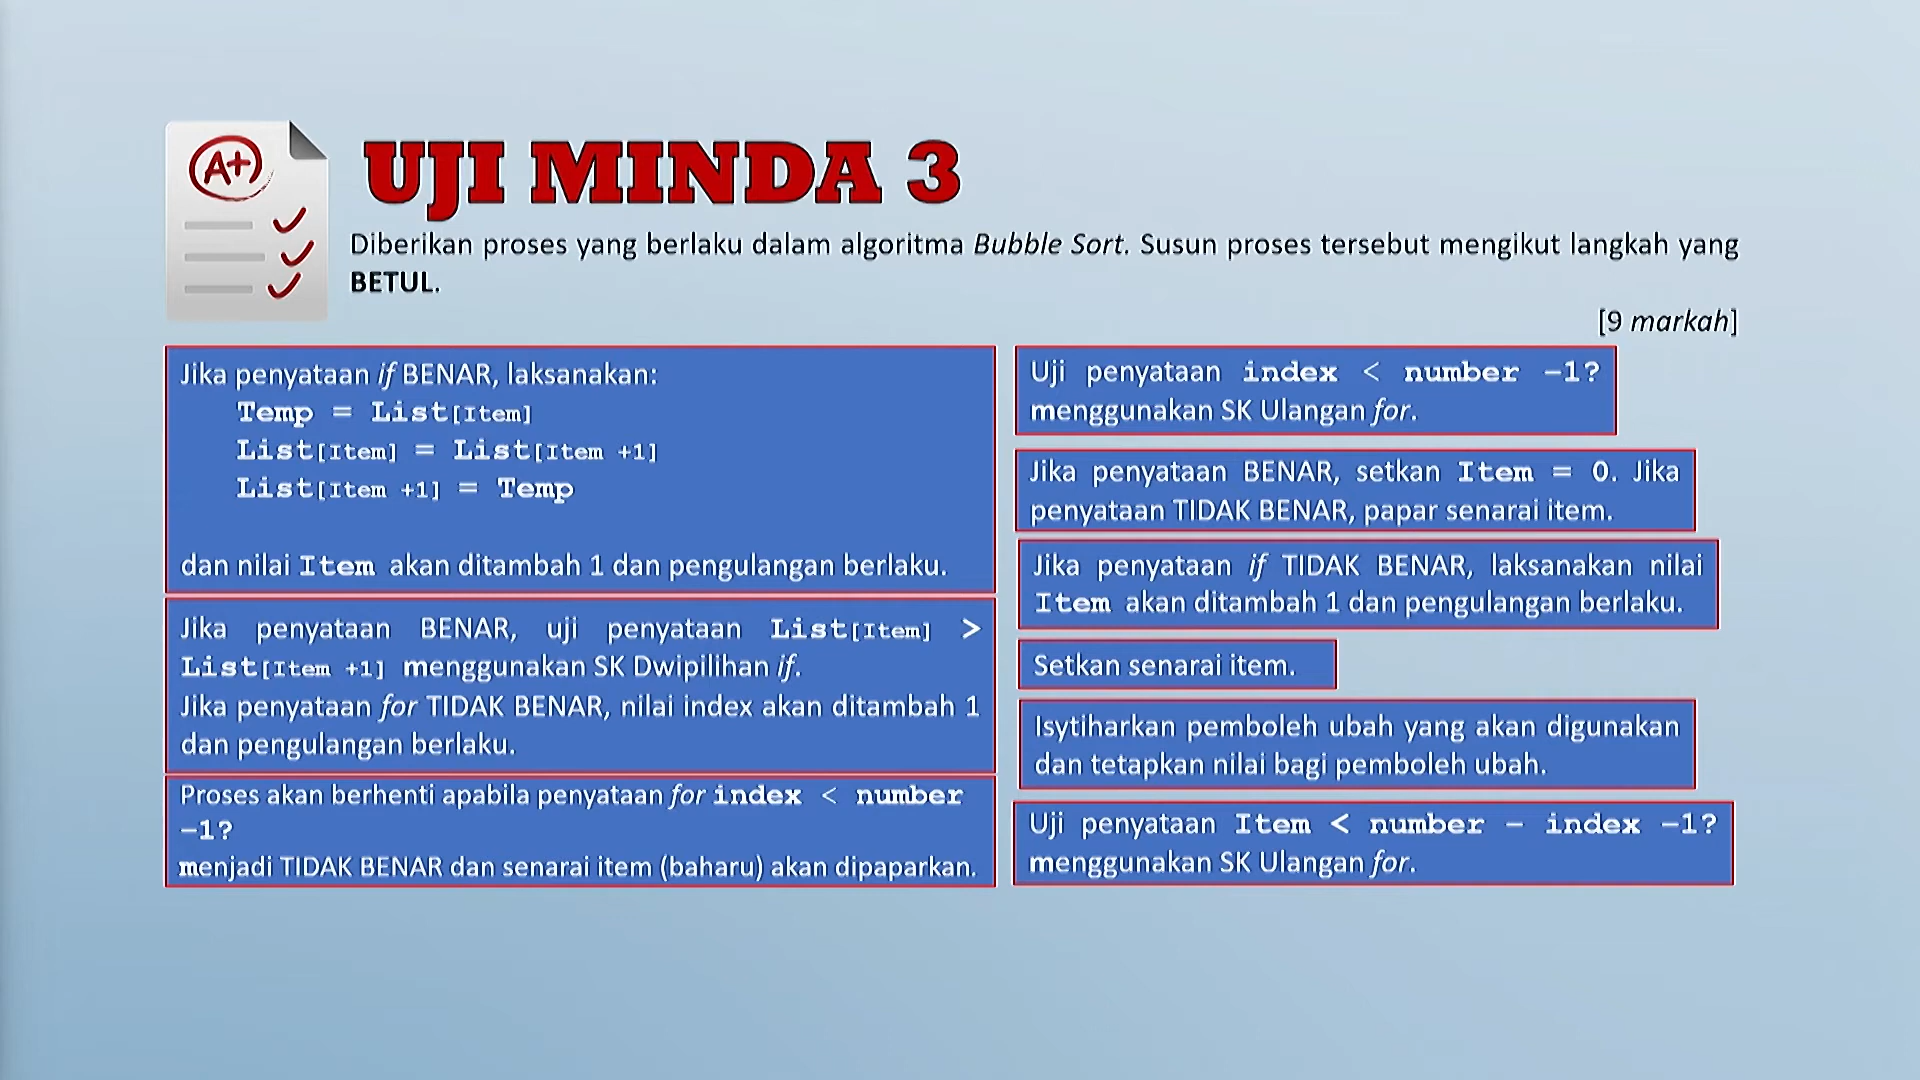 A+
UJI MINDA 3
Diberikan proses yang berlaku dalam algoritma Bubble Sort. Susun proses tersebut mengikut langkah yang
BETUL.
[9 markah]
Jika penyataan if BENAR, laksanakan:
Temp = List[Item]
List[Item] = List[Item +1]
List[Item +1] = Temp
dan nilai Item akan ditambah 1 dan pengulangan berlaku.
Jika penyataan BENAR, uji penyataan List[Item] >
List[Item +1] menggunakan SK Dwipilihan if.
Jika penyataan for TIDAK BENAR, nilai index akan ditambah 1
dan pengulangan berlaku.
Proses akan berhenti apabila penyataan for index < number
–1?
menjadi TIDAK BENAR dan senarai item (baharu) akan dipaparkan.
Uji penyataan index < number –1?
menggunakan SK Ulangan for.
Jika penyataan BENAR, setkan Item = 0. Jika
penyataan TIDAK BENAR, papar senarai item.
Jika penyataan if TIDAK BENAR, laksanakan nilai
Item akan ditambah 1 dan pengulangan berlaku.
Setkan senarai item.
Isytiharkan pemboleh ubah yang akan digunakan
dan tetapkan nilai bagi pemboleh ubah.
Uji penyataan Item < number – index –1?
menggunakan SK Ulangan for.